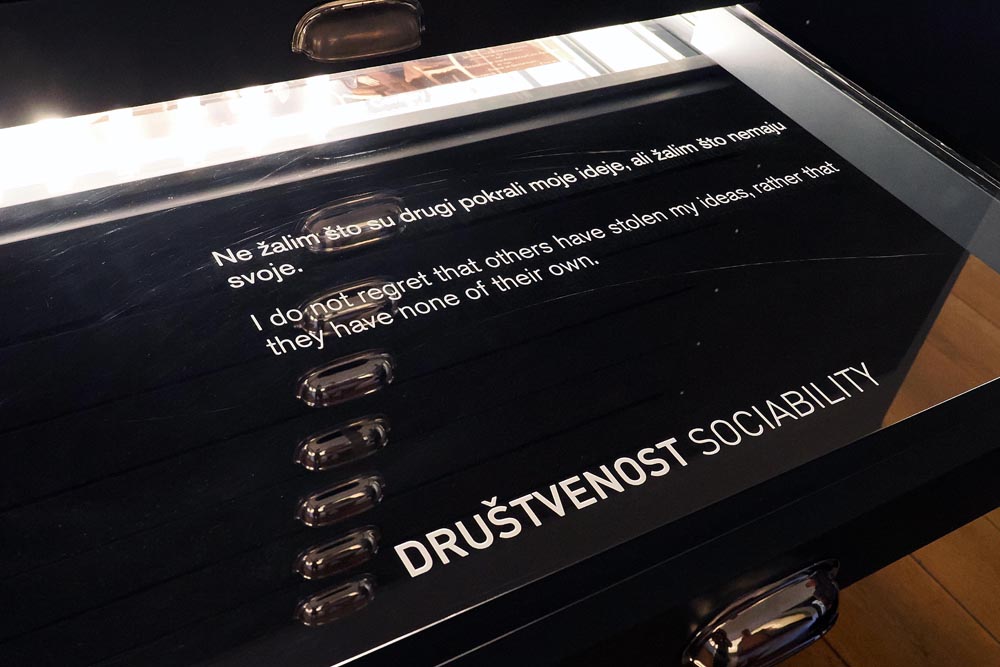 Ne žalim što su drugi pokrali moje ideje, ali žalim što nemaju
svoje.
I do not regret that others have stolen my ideas, rather that
they have none of their own.
DRUŠTVENOST SOCIABILITY